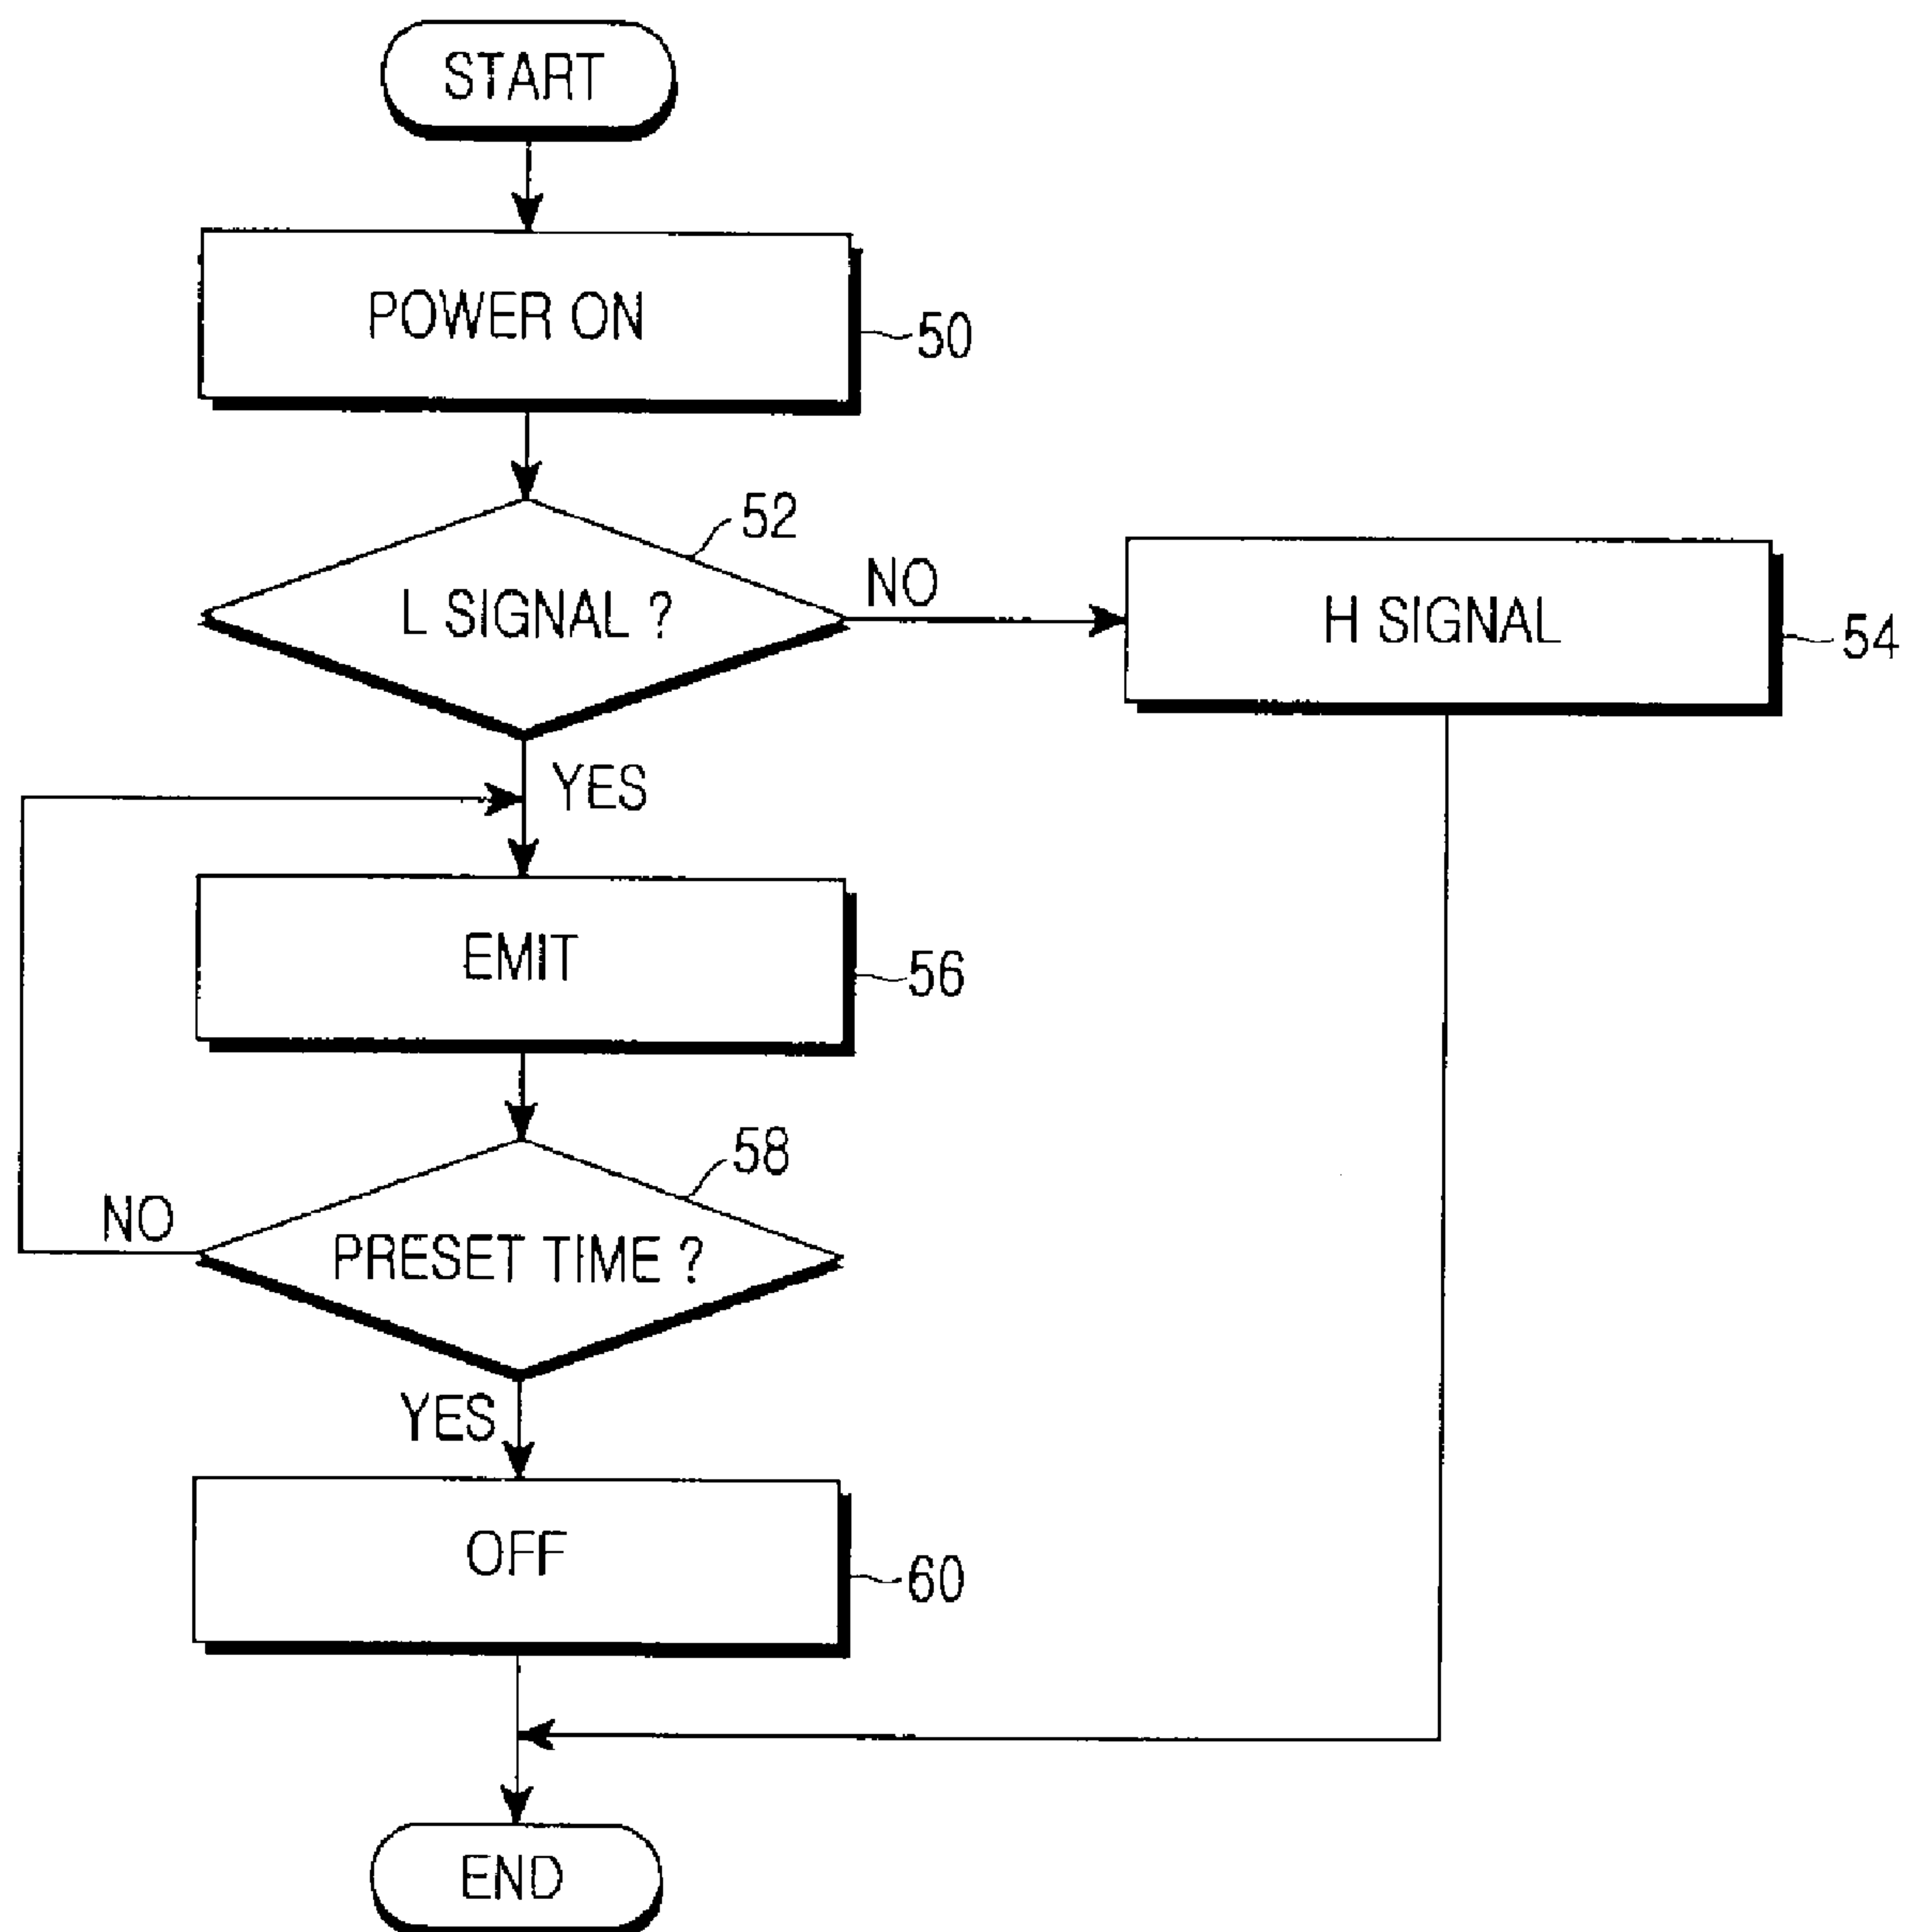 START
POWER ON
50
52
L SIGNAL ?
NO
H SIGNAL
54
YES
EMIT
56
58
NO
PRESET TIME ?
YES
OFF
60
END